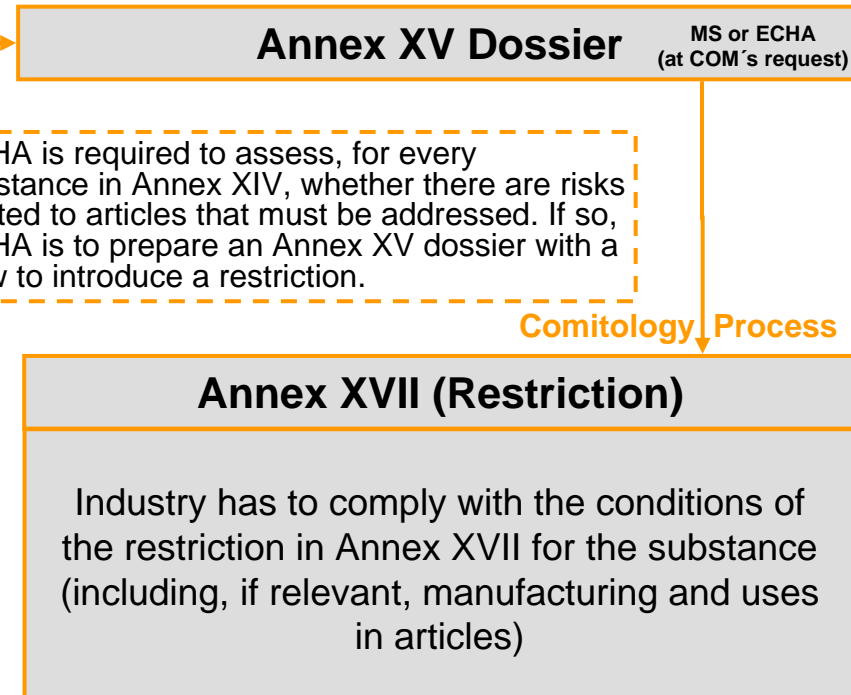 Annex XV Dossier
MS or ECHA
(at COM´s request)
HA is required to assess, for every
stance in Annex XIV, whether there are risks
ted to articles that must be addressed. If so,
HA is to prepare an Annex XV dossier with a
w to introduce a restriction.
Comitology Process
Annex XVII (Restriction)
Industry has to comply with the conditions of
the restriction in Annex XVII for the substance
(including, if relevant, manufacturing and uses
in articles)